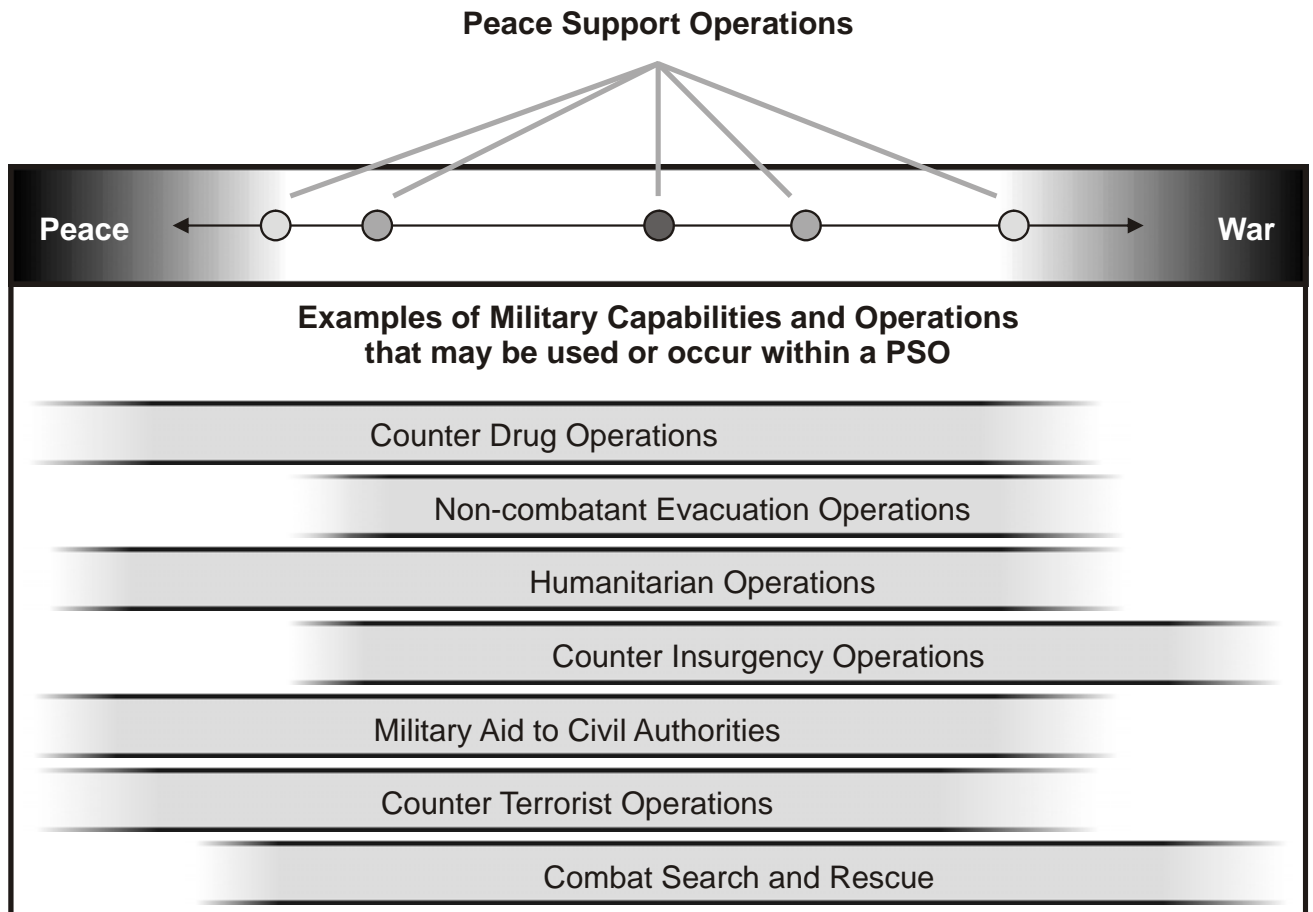 Peace Support Operations
Peace
War
Examples of Military Capabilities and Operations
that may be used or occur within a PSO
Counter Drug Operations
Non-combatant Evacuation Operations
Humanitarian Operations
Counter Insurgency Operations
Military Aid to Civil Authorities
Counter Terrorist Operations
Combat Search and Rescue